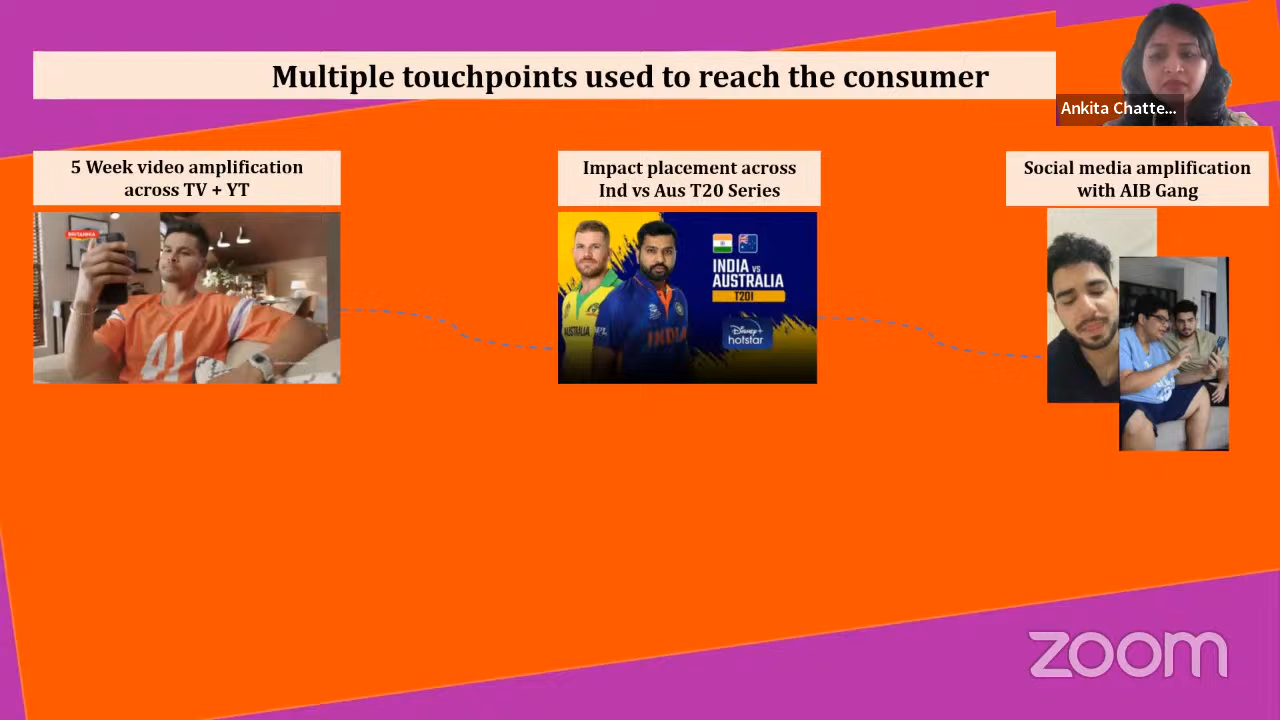 Multiple touchpoints used to reach the consumer
Ankita Chatte...
5 Week video amplification
across TV + YT
Impact placement across
Ind vs Aus T20 Series
Social media amplification
with AIB Gang
BRITANNIA
41
AUSTRALIA
INDIA
INDIA VS
AUSTRALIA
T20I
Disney+
hotstar
zoom